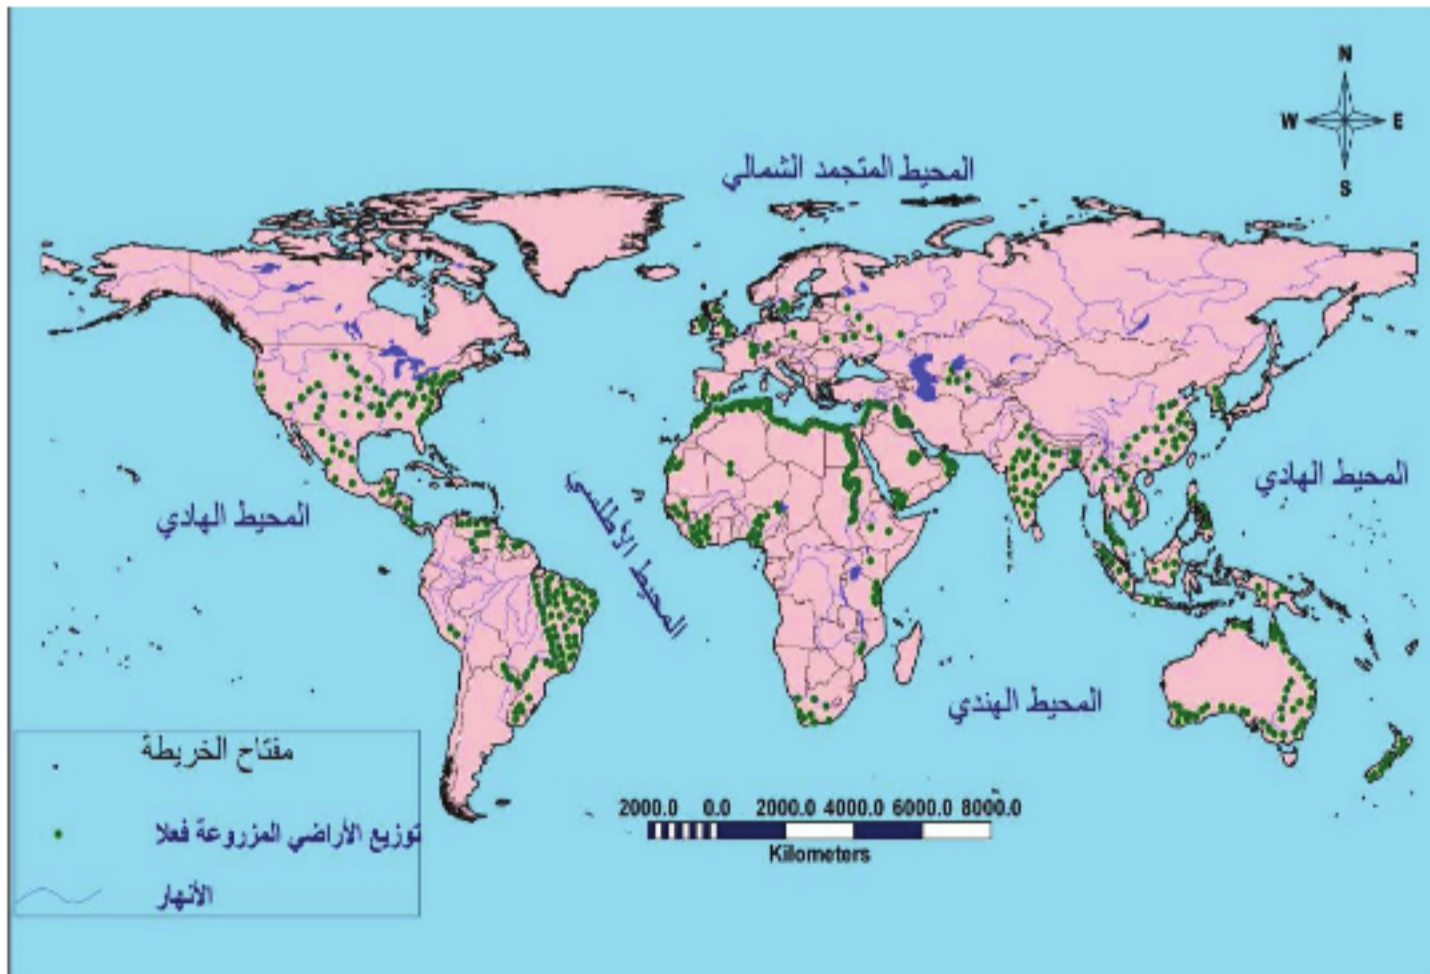 N
W E
S
المحيط المتجمد الشمالي
المحيط الهادي
المحيط الأطلسي
المحيط الهادي
المحيط الهندي
مفتاح الخريطة
توزيع الأراضي المزروعة فعلا
الأنهار
2000.0 0.0 2000.0 4000.0 6000.0 8000.0
Kilometers